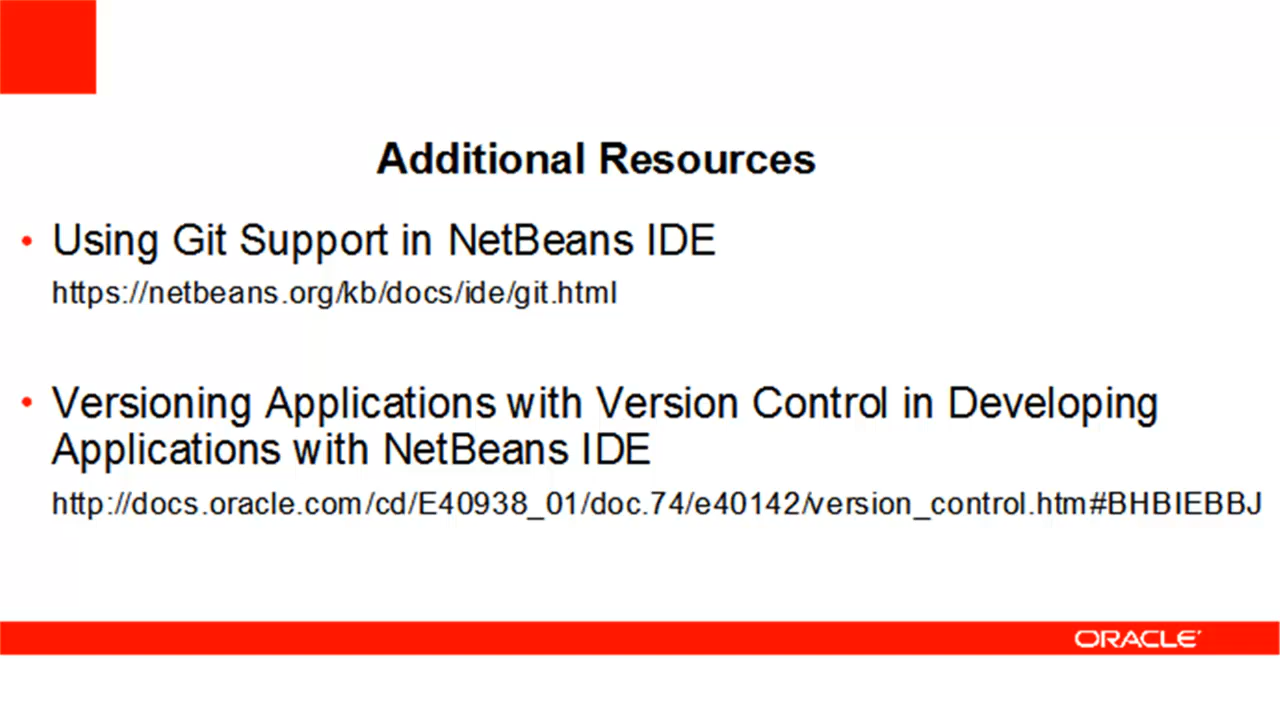 Additional Resources
• Using Git Support in NetBeans IDE
https://netbeans.org/kb/docs/ide/git.html
• Versioning Applications with Version Control in Developing
Applications with NetBeans IDE
http://docs.oracle.com/cd/E40938_01/doc.74/e40142/version_control.htm#BHBIEBBJ
ORACLE